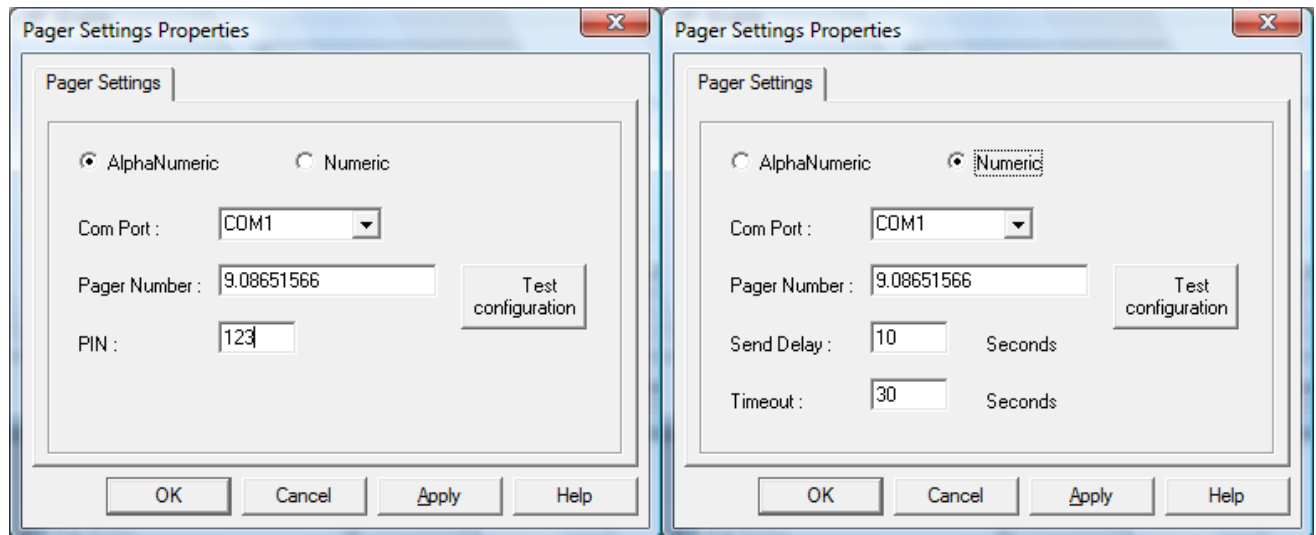 Pager Settings Properties
Pager Settings
AlphaNumeric Numeric
Com Port : COM1
Pager Number : 9.08651566
Test
configuration
PIN : 123
OK Cancel Apply Help
Pager Settings Properties
Pager Settings
AlphaNumeric Numeric
Com Port : COM1
Pager Number : 9.08651566
Test
configuration
Send Delay : 10 Seconds
Timeout : 30 Seconds
OK Cancel Apply Help